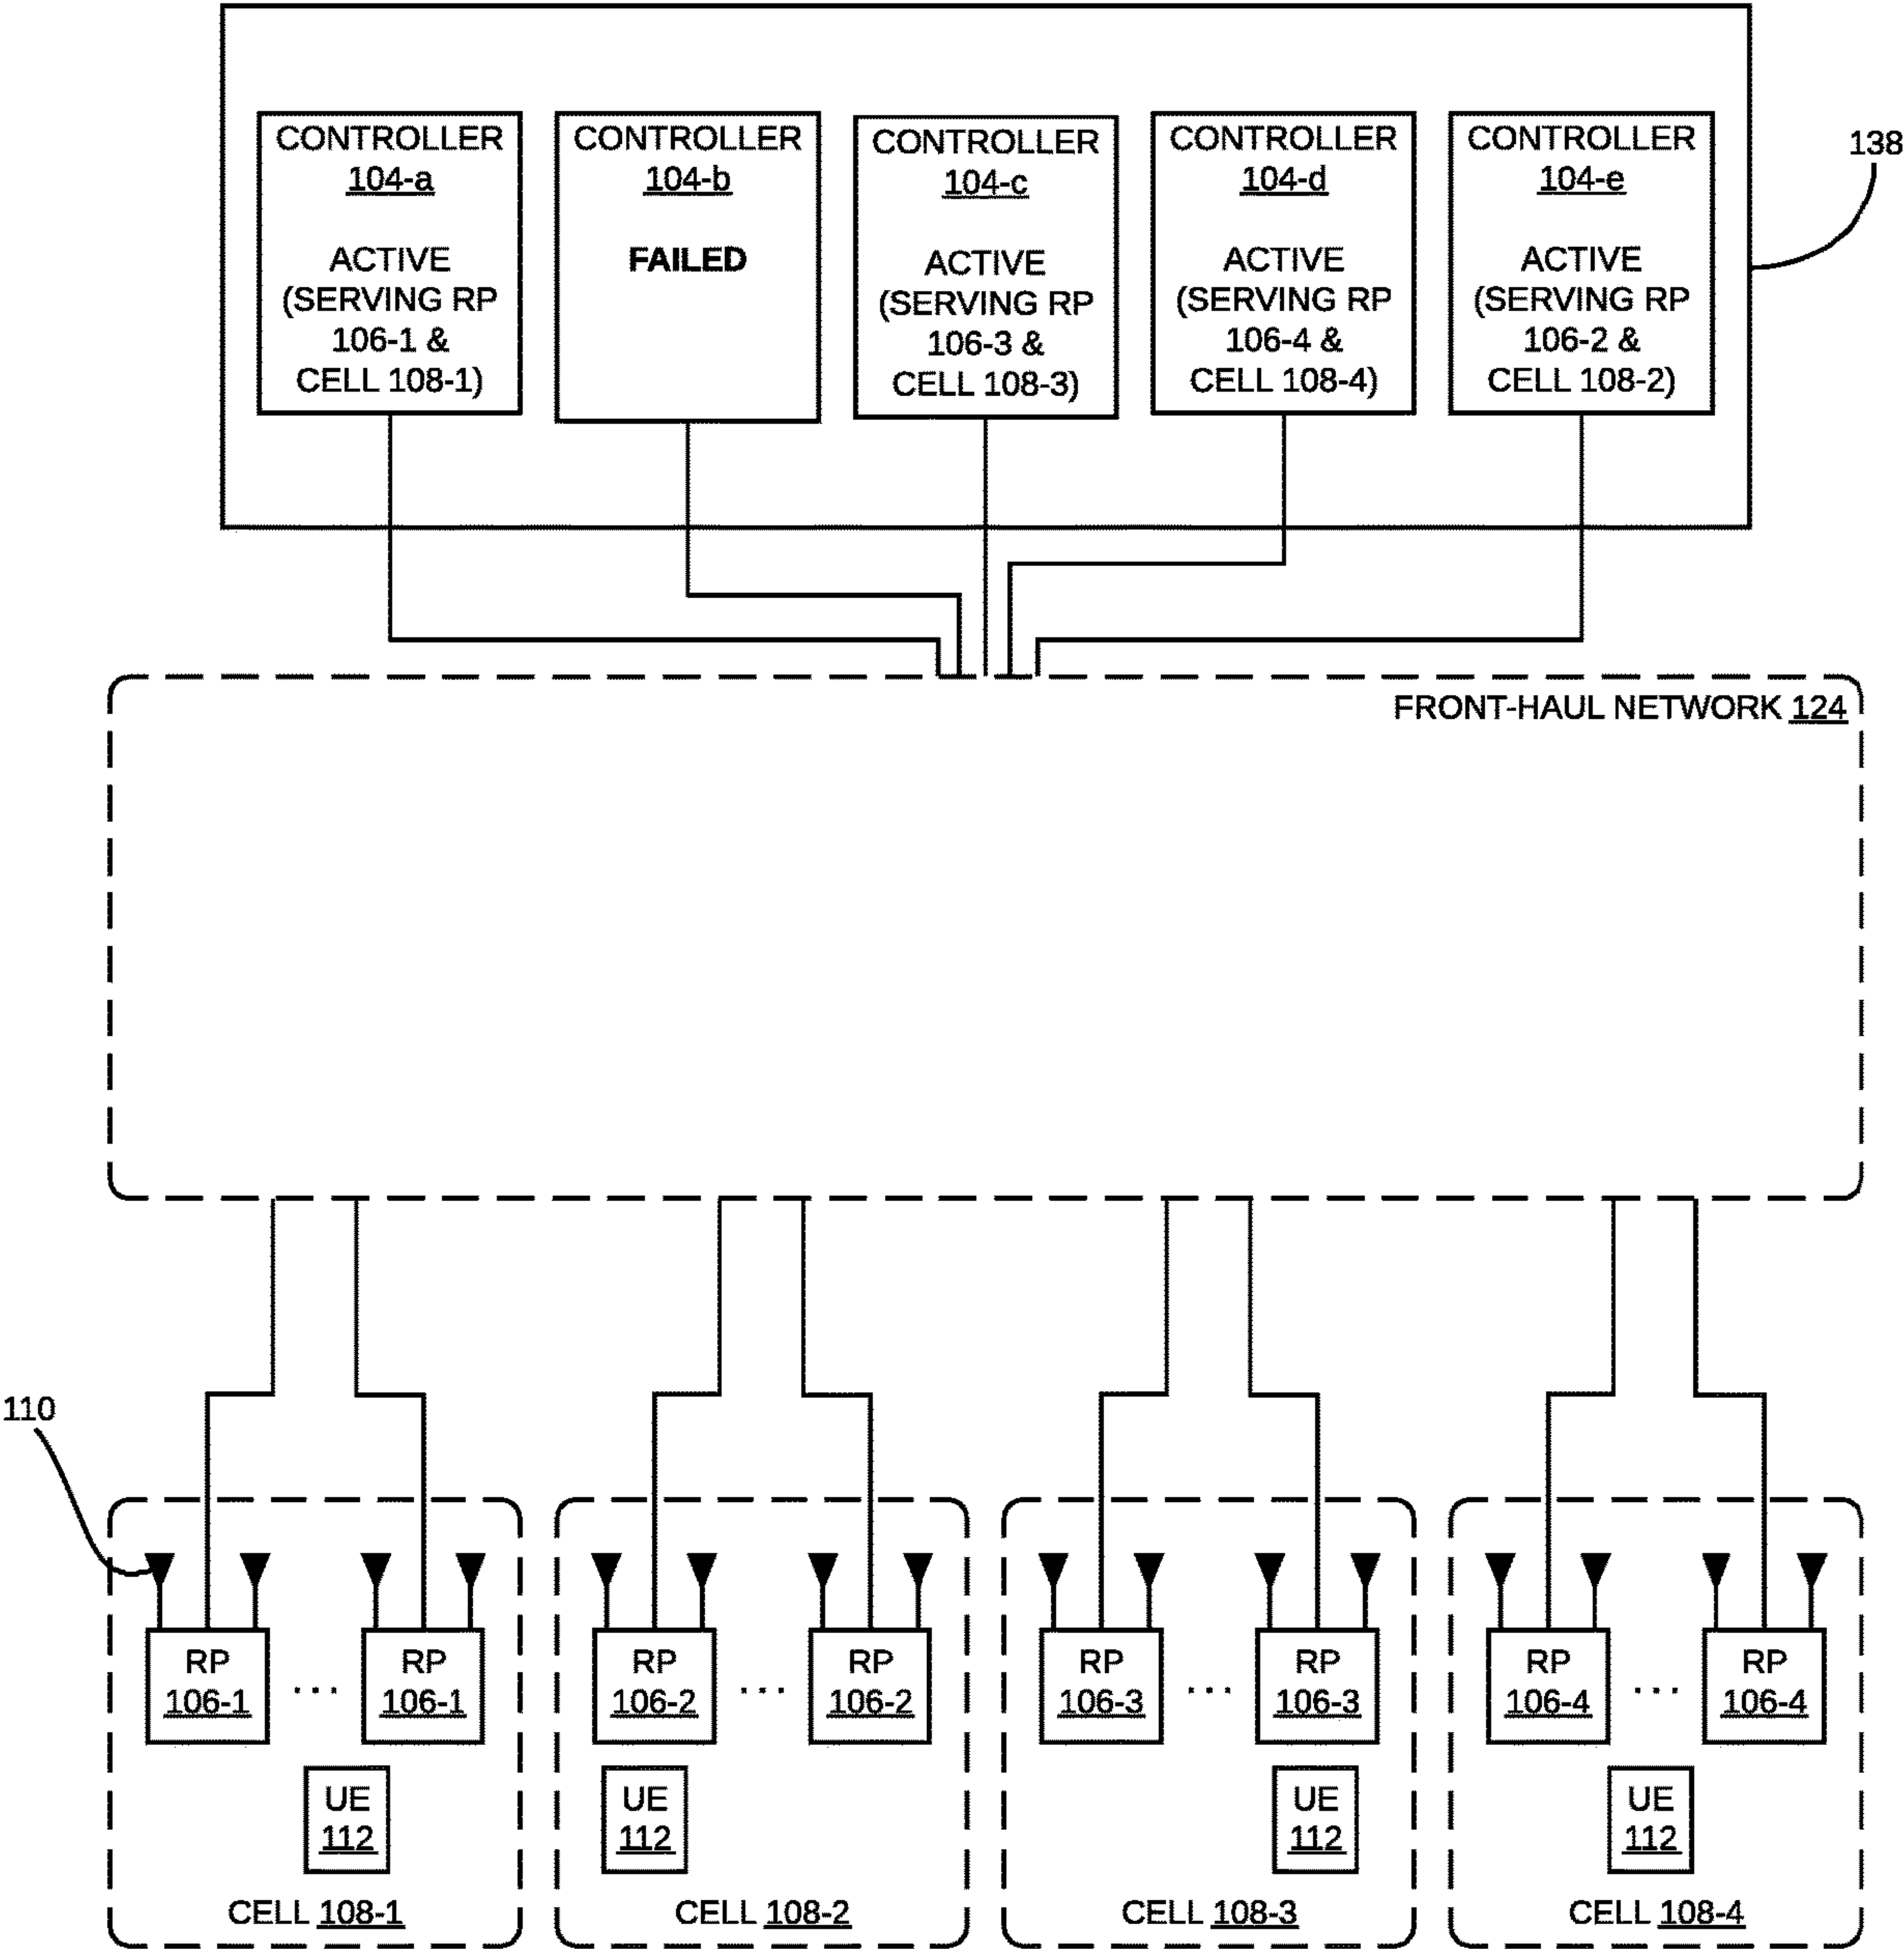 CONTROLLER
104-a
ACTIVE
(SERVING RP
106-1 &
CELL 108-1)
CONTROLLER
104-b
FAILED
CONTROLLER
104-c
ACTIVE
(SERVING RP
106-3 &
CELL 108-3)
CONTROLLER
104-d
ACTIVE
(SERVING RP
106-4 &
CELL 108-4)
CONTROLLER
104-e
ACTIVE
(SERVING RP
106-2 &
CELL 108-2)
138
FRONT-HAUL NETWORK 124
110
RP
106-1
...
RP
106-1
UE
112
CELL 108-1
RP
106-2
...
RP
106-2
UE
112
CELL 108-2
RP
106-3
...
RP
106-3
UE
112
CELL 108-3
RP
106-4
...
RP
106-4
UE
112
CELL 108-4